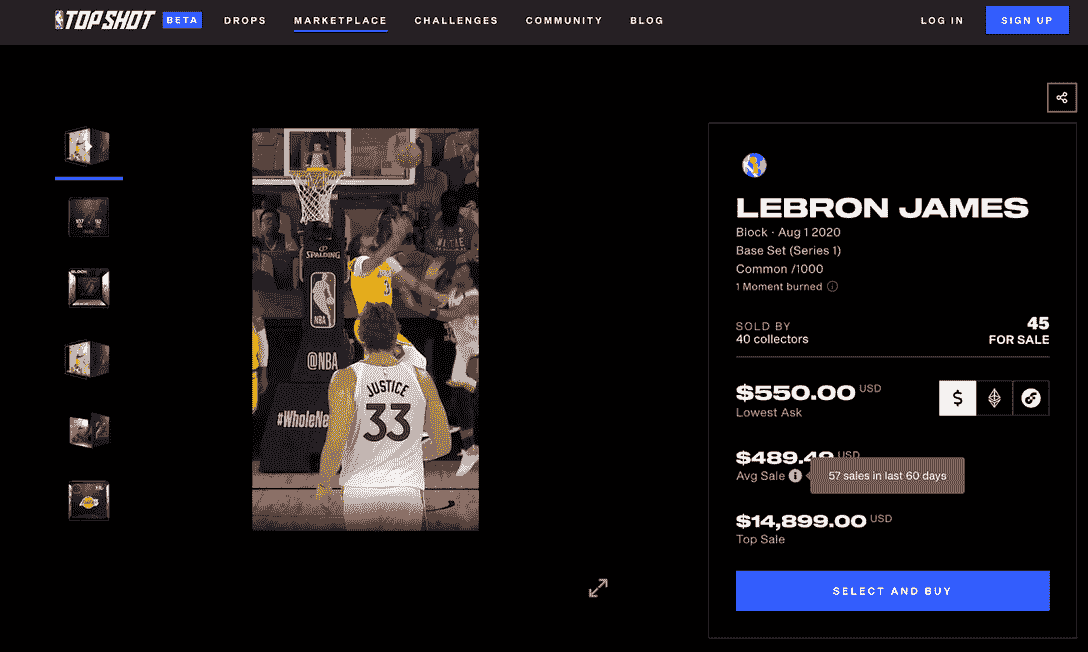 TOP SHOT BETA DROPS MARKETPLACE CHALLENGES COMMUNITY BLOG LOG IN SIGN UP
SPALDING
NBA
@NBA
#WholeNe
JUSTICE
33
LEBRON JAMES
Block · Aug 1 2020
Base Set (Series 1)
Common /1000
1 Moment burned
SOLD BY
40 collectors
45
FOR SALE
$550.00 USD
Lowest Ask
$489.49 USD
Avg Sale
57 sales in last 60 days
$14,899.00 USD
Top Sale
SELECT AND BUY